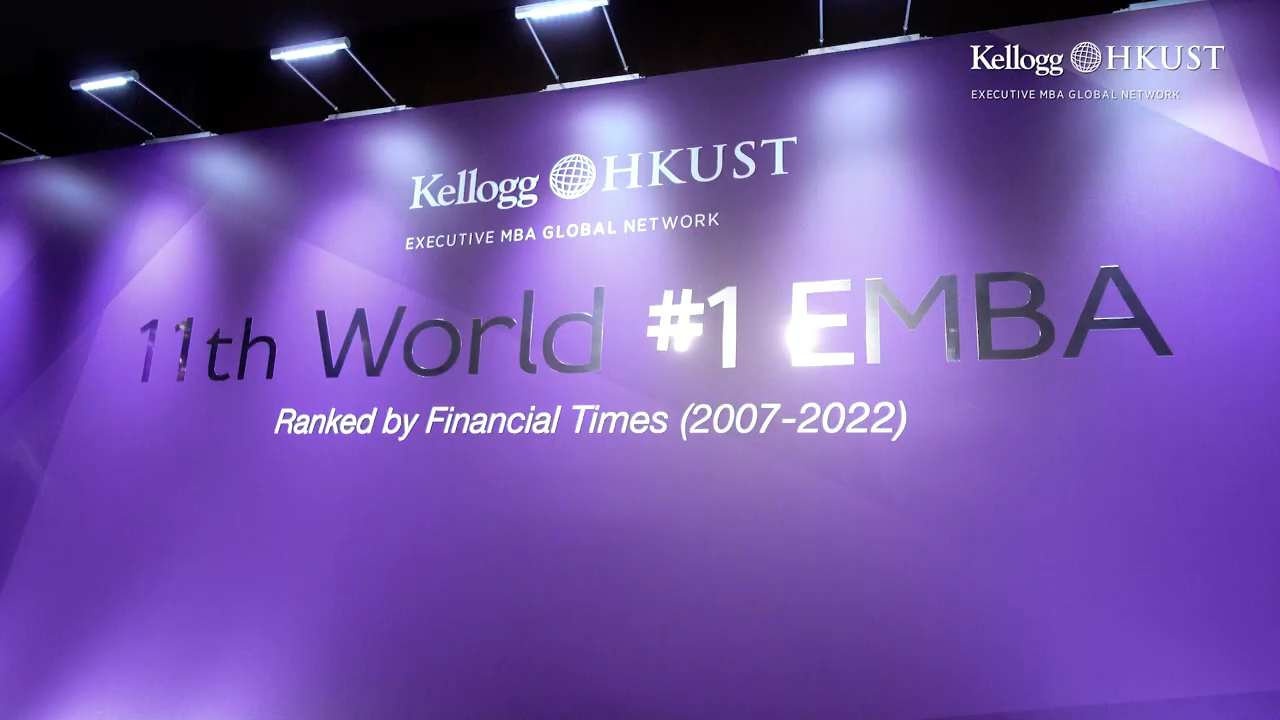 Kellogg HKUST
EXECUTIVE MBA GLOBAL NETWORK
Kellogg HKUST
EXECUTIVE MBA GLOBAL NETWORK
11th World #1 EMBA
Ranked by Financial Times (2007-2022)